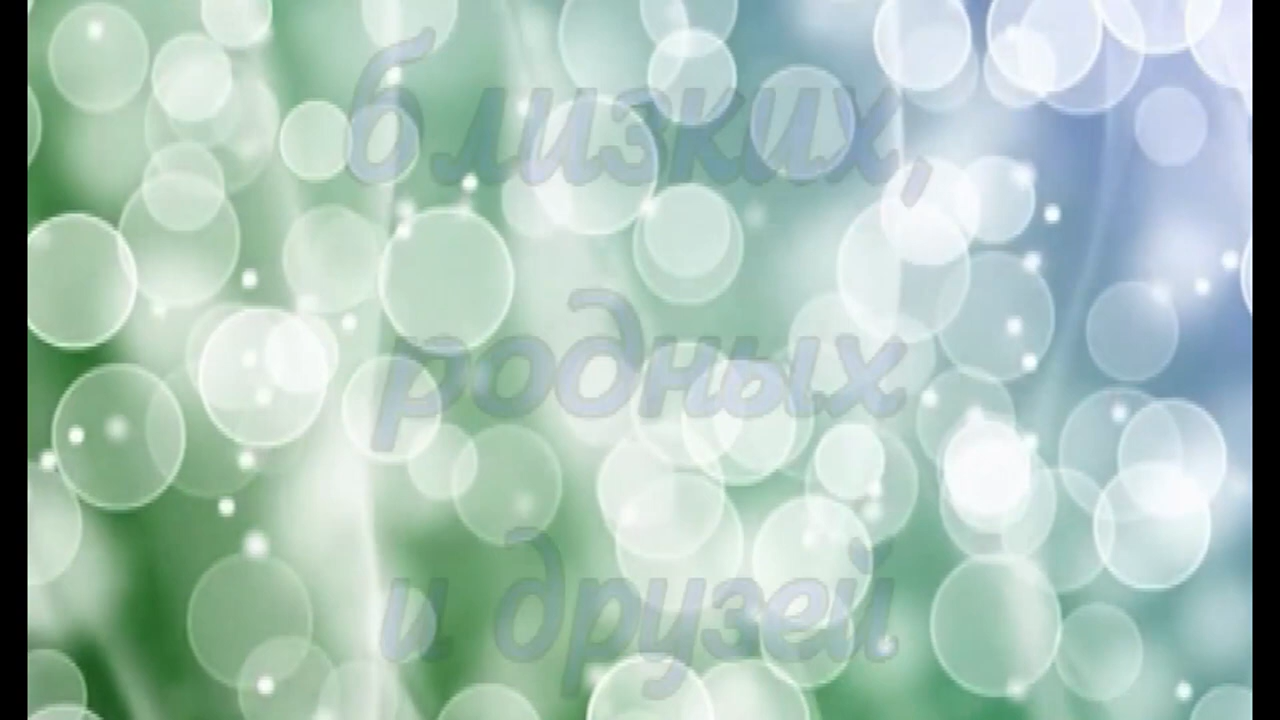 близких,
родных
и друзей